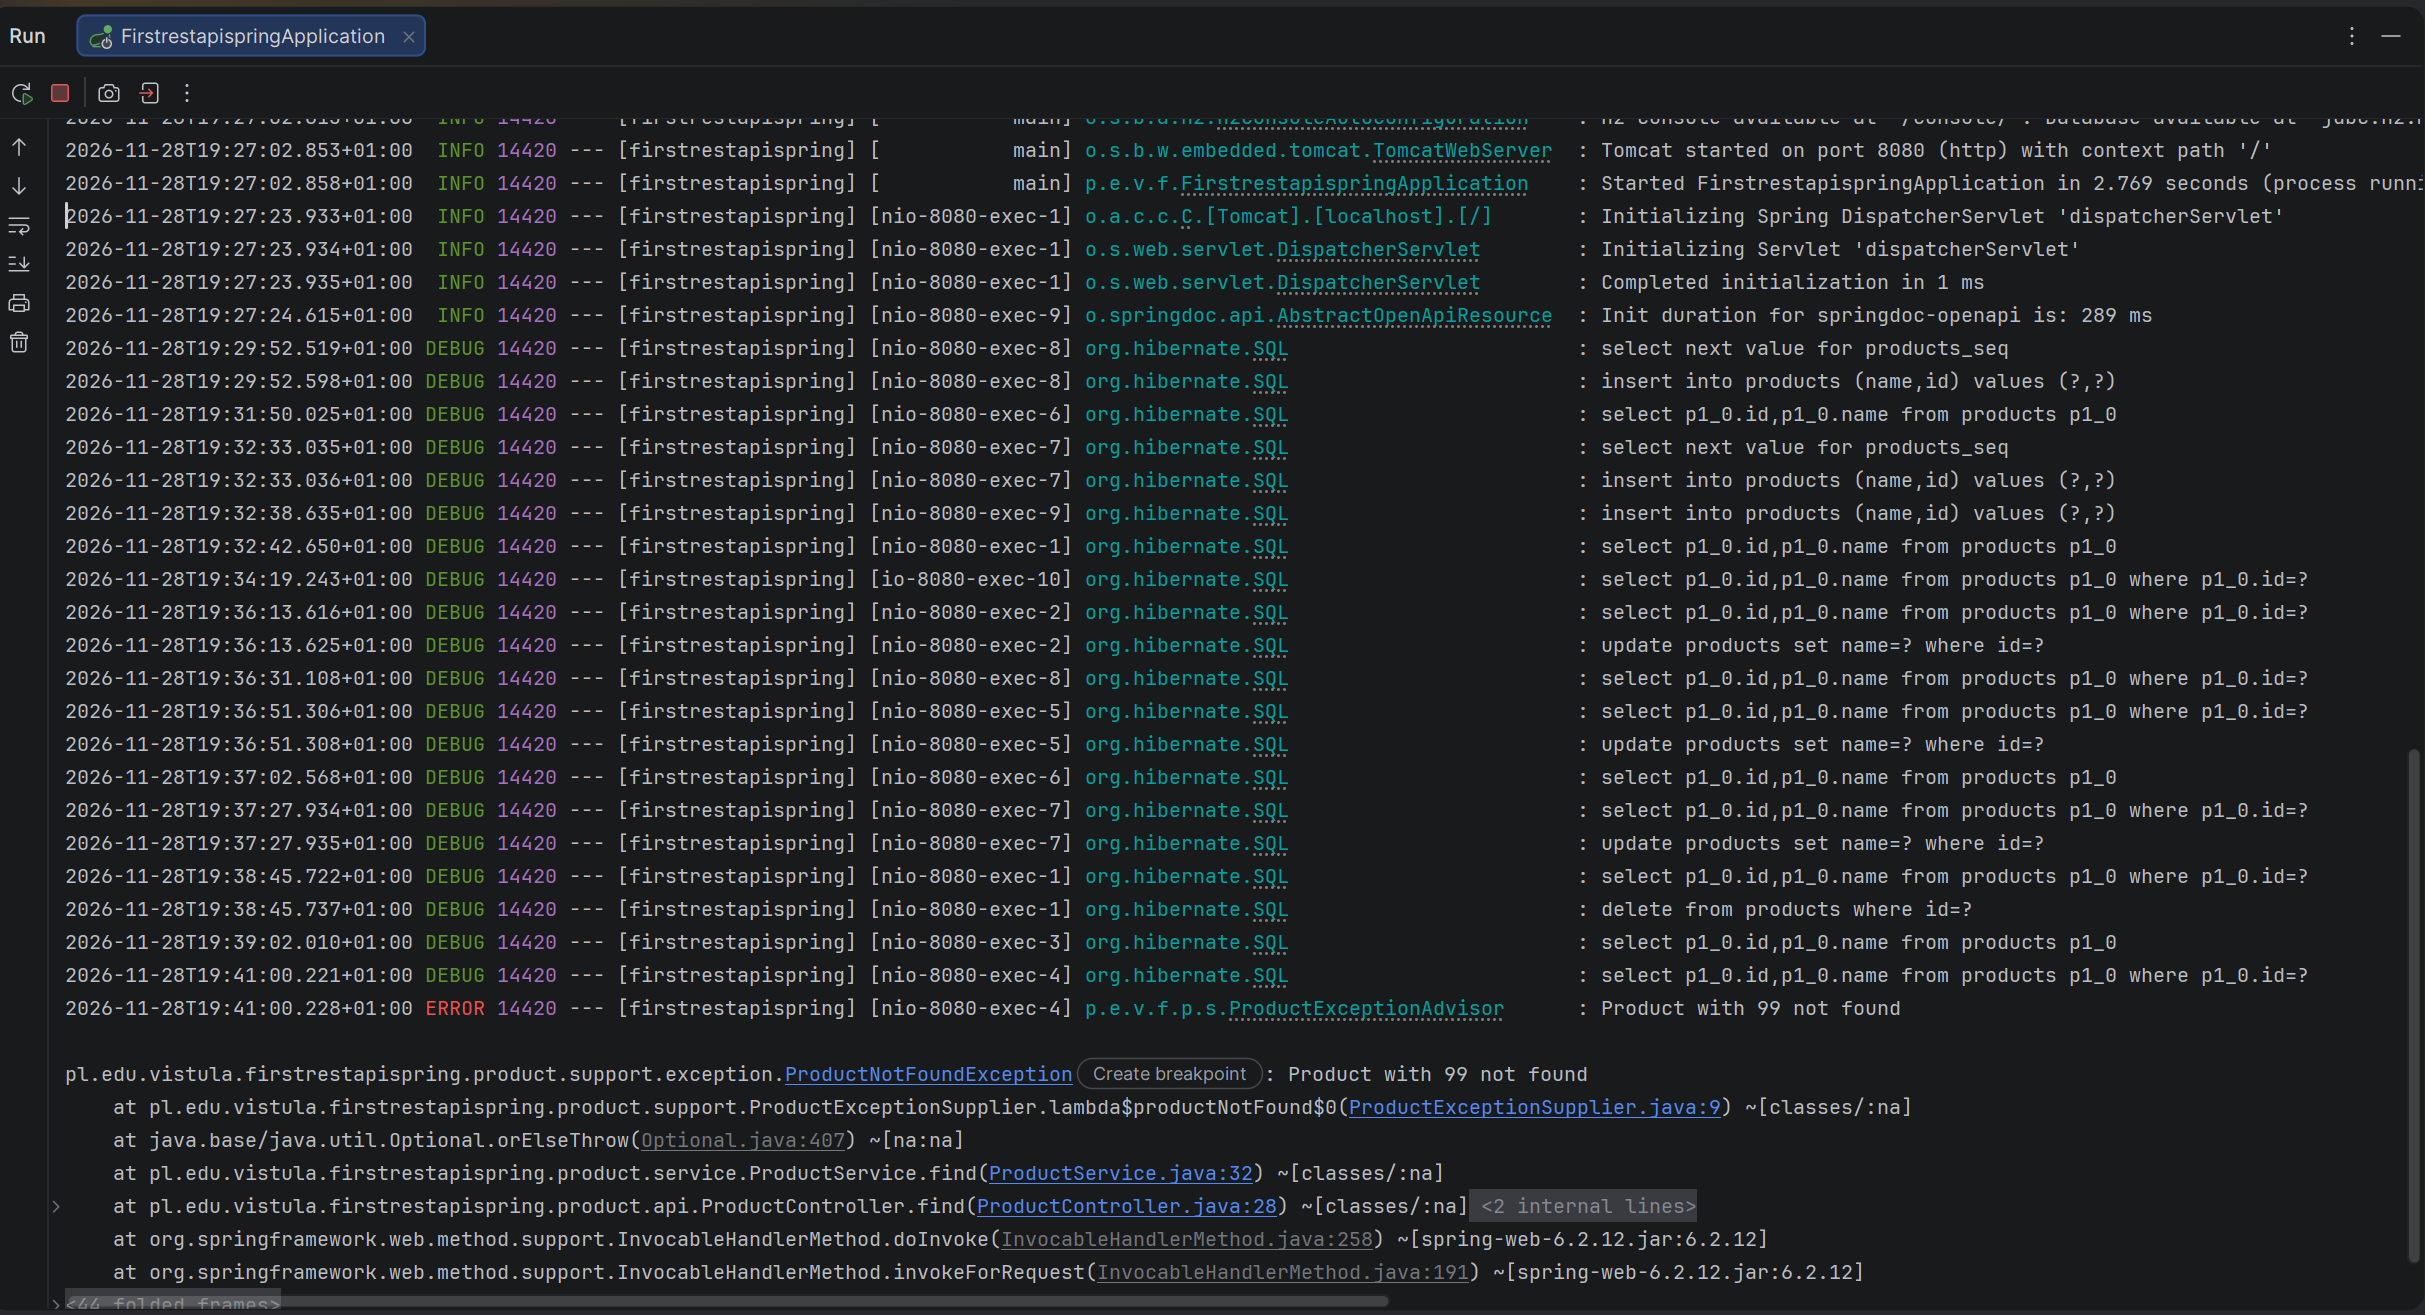 Run FirstrestapispringApplication
2026-11-28T19:27:02.853+01:00  INFO 14420 --- [firstrestapispring] [           main] o.s.b.w.embedded.tomcat.TomcatWebServer  : Tomcat started on port 8080 (http) with context path '/'
2026-11-28T19:27:02.858+01:00  INFO 14420 --- [firstrestapispring] [           main] p.e.v.f.FirstrestapispringApplication    : Started FirstrestapispringApplication in 2.769 seconds (process
2026-11-28T19:27:23.933+01:00  INFO 14420 --- [firstrestapispring] [nio-8080-exec-1] o.a.c.c.C.[Tomcat].[localhost].[/]       : Initializing Spring DispatcherServlet 'dispatcherServlet'
2026-11-28T19:27:23.934+01:00  INFO 14420 --- [firstrestapispring] [nio-8080-exec-1] o.s.web.servlet.DispatcherServlet        : Initializing Servlet 'dispatcherServlet'
2026-11-28T19:27:23.935+01:00  INFO 14420 --- [firstrestapispring] [nio-8080-exec-1] o.s.web.servlet.DispatcherServlet        : Completed initialization in 1 ms
2026-11-28T19:27:24.615+01:00  INFO 14420 --- [firstrestapispring] [nio-8080-exec-9] o.springdoc.api.AbstractOpenApiResource  : Init duration for springdoc-openapi is: 289 ms
2026-11-28T19:29:52.519+01:00 DEBUG 14420 --- [firstrestapispring] [nio-8080-exec-8] org.hibernate.SQL                        : select next value for products_seq
2026-11-28T19:29:52.598+01:00 DEBUG 14420 --- [firstrestapispring] [nio-8080-exec-8] org.hibernate.SQL                        : insert into products (name,id) values (?,?)
2026-11-28T19:31:50.025+01:00 DEBUG 14420 --- [firstrestapispring] [nio-8080-exec-6] org.hibernate.SQL                        : select p1_0.id,p1_0.name from products p1_0
2026-11-28T19:32:33.035+01:00 DEBUG 14420 --- [firstrestapispring] [nio-8080-exec-7] org.hibernate.SQL                        : select next value for products_seq
2026-11-28T19:32:33.036+01:00 DEBUG 14420 --- [firstrestapispring] [nio-8080-exec-7] org.hibernate.SQL                        : insert into products (name,id) values (?,?)
2026-11-28T19:32:38.635+01:00 DEBUG 14420 --- [firstrestapispring] [nio-8080-exec-9] org.hibernate.SQL                        : insert into products (name,id) values (?,?)
2026-11-28T19:32:42.650+01:00 DEBUG 14420 --- [firstrestapispring] [nio-8080-exec-1] org.hibernate.SQL                        : select p1_0.id,p1_0.name from products p1_0
2026-11-28T19:34:19.243+01:00 DEBUG 14420 --- [firstrestapispring] [io-8080-exec-10] org.hibernate.SQL                        : select p1_0.id,p1_0.name from products p1_0 where p1_0.id=?
2026-11-28T19:36:13.616+01:00 DEBUG 14420 --- [firstrestapispring] [nio-8080-exec-2] org.hibernate.SQL                        : select p1_0.id,p1_0.name from products p1_0 where p1_0.id=?
2026-11-28T19:36:13.625+01:00 DEBUG 14420 --- [firstrestapispring] [nio-8080-exec-2] org.hibernate.SQL                        : update products set name=? where id=?
2026-11-28T19:36:31.108+01:00 DEBUG 14420 --- [firstrestapispring] [nio-8080-exec-8] org.hibernate.SQL                        : select p1_0.id,p1_0.name from products p1_0 where p1_0.id=?
2026-11-28T19:36:51.306+01:00 DEBUG 14420 --- [firstrestapispring] [nio-8080-exec-5] org.hibernate.SQL                        : select p1_0.id,p1_0.name from products p1_0 where p1_0.id=?
2026-11-28T19:36:51.308+01:00 DEBUG 14420 --- [firstrestapispring] [nio-8080-exec-5] org.hibernate.SQL                        : update products set name=? where id=?
2026-11-28T19:37:02.568+01:00 DEBUG 14420 --- [firstrestapispring] [nio-8080-exec-6] org.hibernate.SQL                        : select p1_0.id,p1_0.name from products p1_0
2026-11-28T19:37:27.934+01:00 DEBUG 14420 --- [firstrestapispring] [nio-8080-exec-7] org.hibernate.SQL                        : select p1_0.id,p1_0.name from products p1_0 where p1_0.id=?
2026-11-28T19:37:27.935+01:00 DEBUG 14420 --- [firstrestapispring] [nio-8080-exec-7] org.hibernate.SQL                        : update products set name=? where id=?
2026-11-28T19:38:45.722+01:00 DEBUG 14420 --- [firstrestapispring] [nio-8080-exec-1] org.hibernate.SQL                        : select p1_0.id,p1_0.name from products p1_0 where p1_0.id=?
2026-11-28T19:38:45.737+01:00 DEBUG 14420 --- [firstrestapispring] [nio-8080-exec-1] org.hibernate.SQL                        : delete from products where id=?
2026-11-28T19:39:02.010+01:00 DEBUG 14420 --- [firstrestapispring] [nio-8080-exec-3] org.hibernate.SQL                        : select p1_0.id,p1_0.name from products p1_0
2026-11-28T19:41:00.221+01:00 DEBUG 14420 --- [firstrestapispring] [nio-8080-exec-4] org.hibernate.SQL                        : select p1_0.id,p1_0.name from products p1_0 where p1_0.id=?
2026-11-28T19:41:00.228+01:00 ERROR 14420 --- [firstrestapispring] [nio-8080-exec-4] p.e.v.f.p.s.ProductExceptionAdvisor      : Product with 99 not found
pl.edu.vistula.firstrestapispring.product.support.exception.ProductNotFoundException Create breakpoint : Product with 99 not found
    at pl.edu.vistula.firstrestapispring.product.support.ProductExceptionSupplier.lambda$productNotFound$0(ProductExceptionSupplier.java:9) ~[classes/:na]
    at java.base/java.util.Optional.orElseThrow(Optional.java:407) ~[na:na]
    at pl.edu.vistula.firstrestapispring.product.service.ProductService.find(ProductService.java:32) ~[classes/:na]
    at pl.edu.vistula.firstrestapispring.product.api.ProductController.find(ProductController.java:28) ~[classes/:na] <2 internal lines>
    at org.springframework.web.method.support.InvocableHandlerMethod.doInvoke(InvocableHandlerMethod.java:258) ~[spring-web-6.2.12.jar:6.2.12]
    at org.springframework.web.method.support.InvocableHandlerMethod.invokeForRequest(InvocableHandlerMethod.java:191) ~[spring-web-6.2.12.jar:6.2.12]
<44 folded frames>